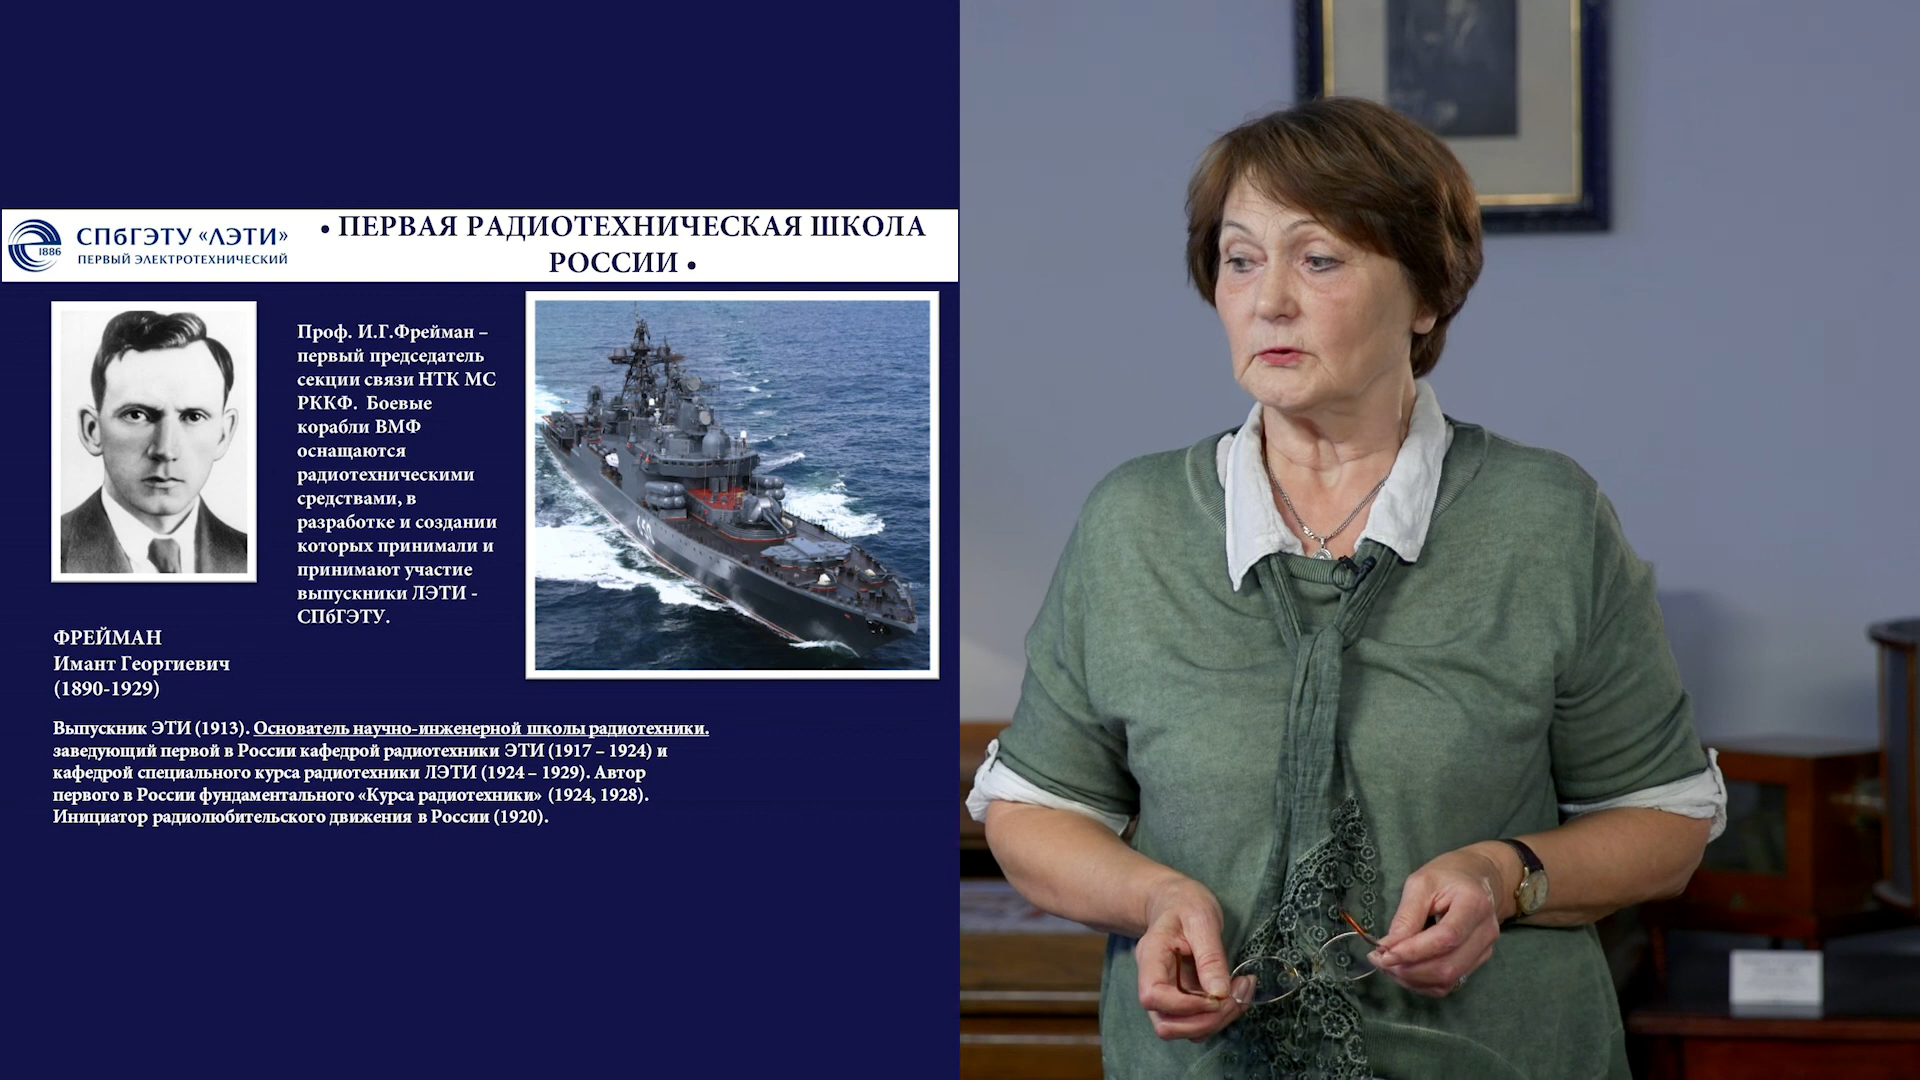 СПбГЭТУ «ЛЭТИ»
ПЕРВЫЙ ЭЛЕКТРОТЕХНИЧЕСКИЙ
1886
• ПЕРВАЯ РАДИОТЕХНИЧЕСКАЯ ШКОЛА
РОССИИ •
Проф. И.Г.Фрейман –
первый председатель
секции связи НТК МС
РККФ. Боевые
корабли ВМФ
оснащаются
радиотехническими
средствами, в
разработке и создании
которых принимали и
принимают участие
выпускники ЛЭТИ -
СПбГЭТУ.
ФРЕЙМАН
Имант Георгиевич
(1890-1929)
Выпускник ЭТИ (1913). Основатель научно-инженерной школы радиотехники.
заведующий первой в России кафедрой радиотехники ЭТИ (1917 – 1924) и
кафедрой специального курса радиотехники ЛЭТИ (1924 – 1929). Автор
первого в России фундаментального «Курса радиотехники» (1924, 1928).
Инициатор радиолюбительского движения в России (1920).